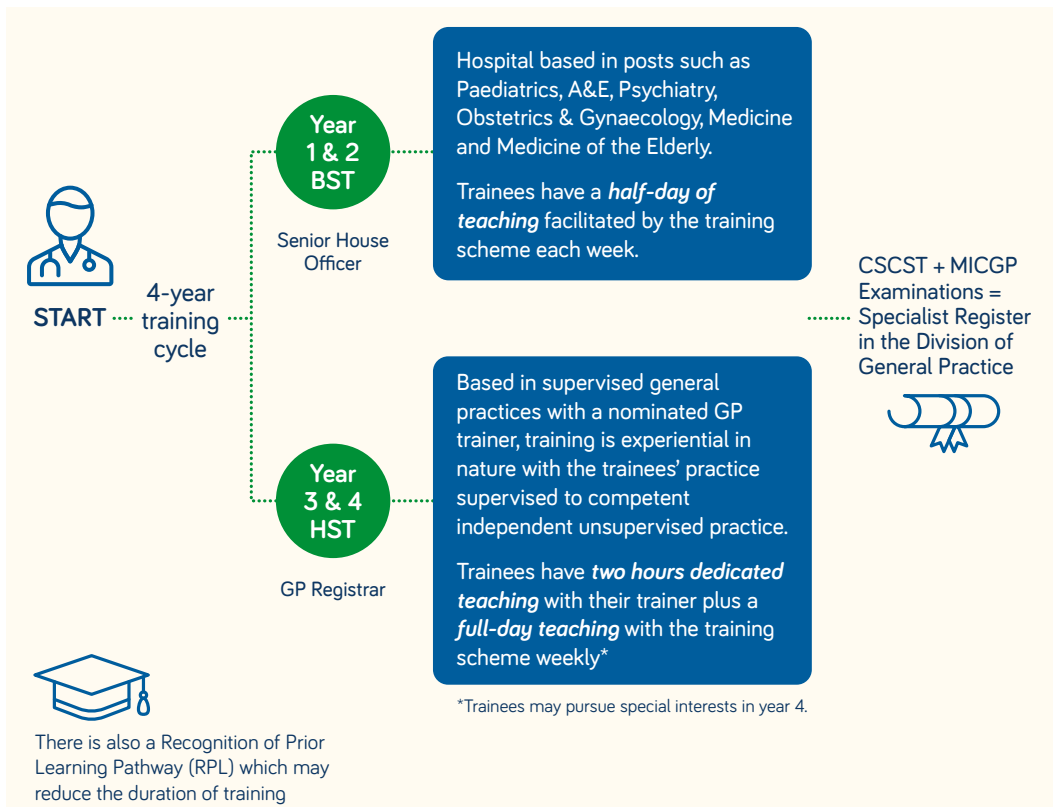 START
4-year
training
cycle
Year
1 & 2
BST
Senior House
Officer
Hospital based in posts such as
Paediatrics, A&E, Psychiatry,
Obstetrics & Gynaecology, Medicine
and Medicine of the Elderly.
Trainees have a half-day of
teaching facilitated by the training
scheme each week.
Year
3 & 4
HST
GP Registrar
Based in supervised general
practices with a nominated GP
trainer, training is experiential in
nature with the trainees’ practice
supervised to competent
independent unsupervised practice.
Trainees have two hours dedicated
teaching with their trainer plus a
full-day teaching with the training
scheme weekly*
*Trainees may pursue special interests in year 4.
CSCST + MICGP
Examinations =
Specialist Register
in the Division of
General Practice
There is also a Recognition of Prior
Learning Pathway (RPL) which may
reduce the duration of training